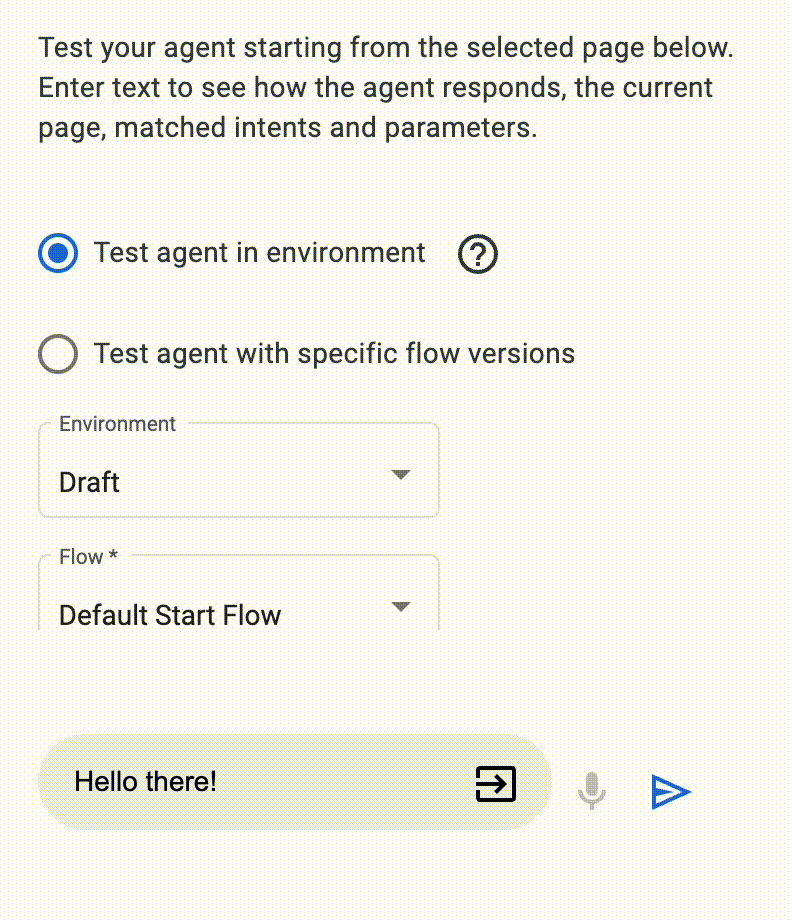 Test your agent starting from the selected page below.
Enter text to see how the agent responds, the current
page, matched intents and parameters.
Test agent in environment
Test agent with specific flow versions
Environment
Draft
Flow *
Default Start Flow
Hello there!